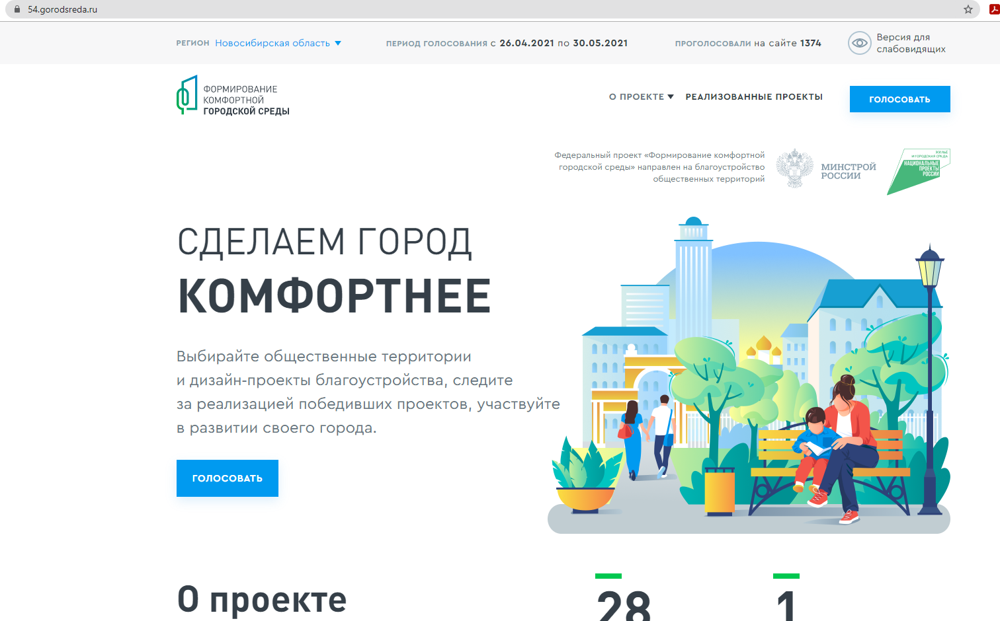 54.gorodsreda.ru
РЕГИОН Новосибирская область ПЕРИОД ГОЛОСОВАНИЯ с 26.04.2021 по 30.05.2021 ПРОГОЛОСОВАЛИ на сайте 1374
Версия для
слабовидящих
ФОРМИРОВАНИЕ
КОМФОРТНОЙ
ГОРОДСКОЙ СРЕДЫ
О ПРОЕКТЕ РЕАЛИЗОВАННЫЕ ПРОЕКТЫ ГОЛОСОВАТЬ
Федеральный проект «Формирование комфортной
городской среды» направлен на благоустройство
общественных территорий
МИНСТРОЙ
РОССИИ
ЖИЛЬЕ
И ГОРОДСКАЯ СРЕДА
НАЦИОНАЛЬНЫЕ
ПРОЕКТЫ
РОССИИ
СДЕЛАЕМ ГОРОД
КОМФОРТНЕЕ
Выбирайте общественные территории
и дизайн-проекты благоустройства, следите
за реализацией победивших проектов, участвуйте
в развитии своего города.
ГОЛОСОВАТЬ
О проекте
28
1